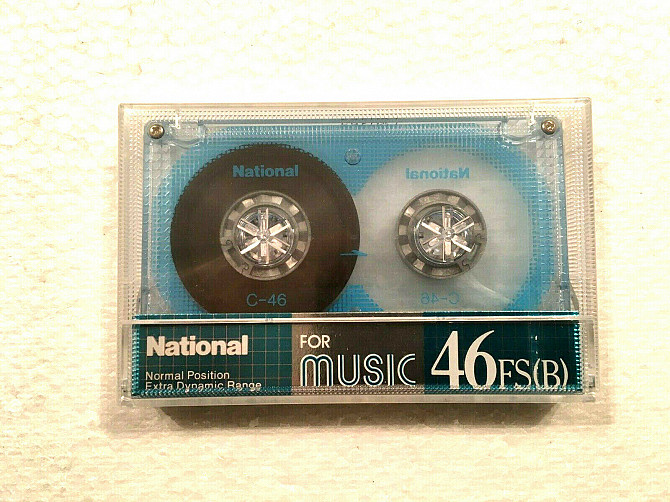 National
National
C-46
C-46
National
Normal Position
Extra Dynamic Range
FOR
music
46FS(B)